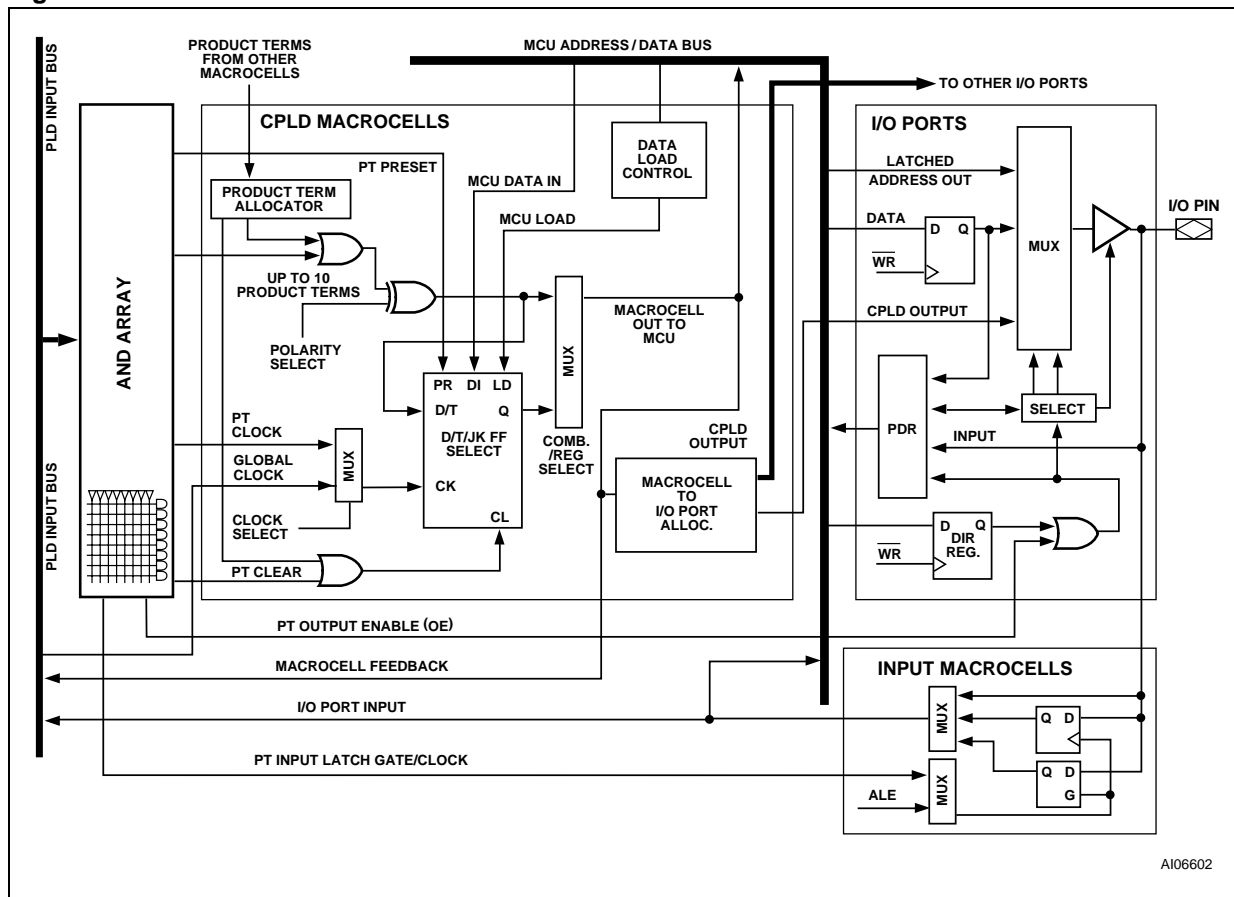 PRODUCT TERMS
FROM OTHER
MACROCELLS
MCU ADDRESS / DATA BUS
TO OTHER I/O PORTS
PLD INPUT BUS
AND ARRAY
PLD INPUT BUS
CPLD MACROCELLS
PT PRESET
PRODUCT TERM
ALLOCATOR
MCU DATA IN
MCU LOAD
DATA
LOAD
CONTROL
UP TO 10
PRODUCT TERMS
POLARITY
SELECT
MUX
MACROCELL
OUT TO
MCU
PR DI LD
D/T Q
D/T/JK FF
SELECT
CK
CL
COMB.
/REG
SELECT
PT
CLOCK
GLOBAL
CLOCK
MUX
CLOCK
SELECT
PT CLEAR
CPLD
OUTPUT
MACROCELL
TO
I/O PORT
ALLOC.
I/O PORTS
LATCHED
ADDRESS OUT
DATA
D Q
WR
MUX
I/O PIN
CPLD OUTPUT
PDR
SELECT
INPUT
D Q
DIR
REG.
WR
PT OUTPUT ENABLE (OE)
MACROCELL FEEDBACK
I/O PORT INPUT
PT INPUT LATCH GATE/CLOCK
INPUT MACROCELLS
MUX
Q D
Q D
G
MUX
ALE
AI06602